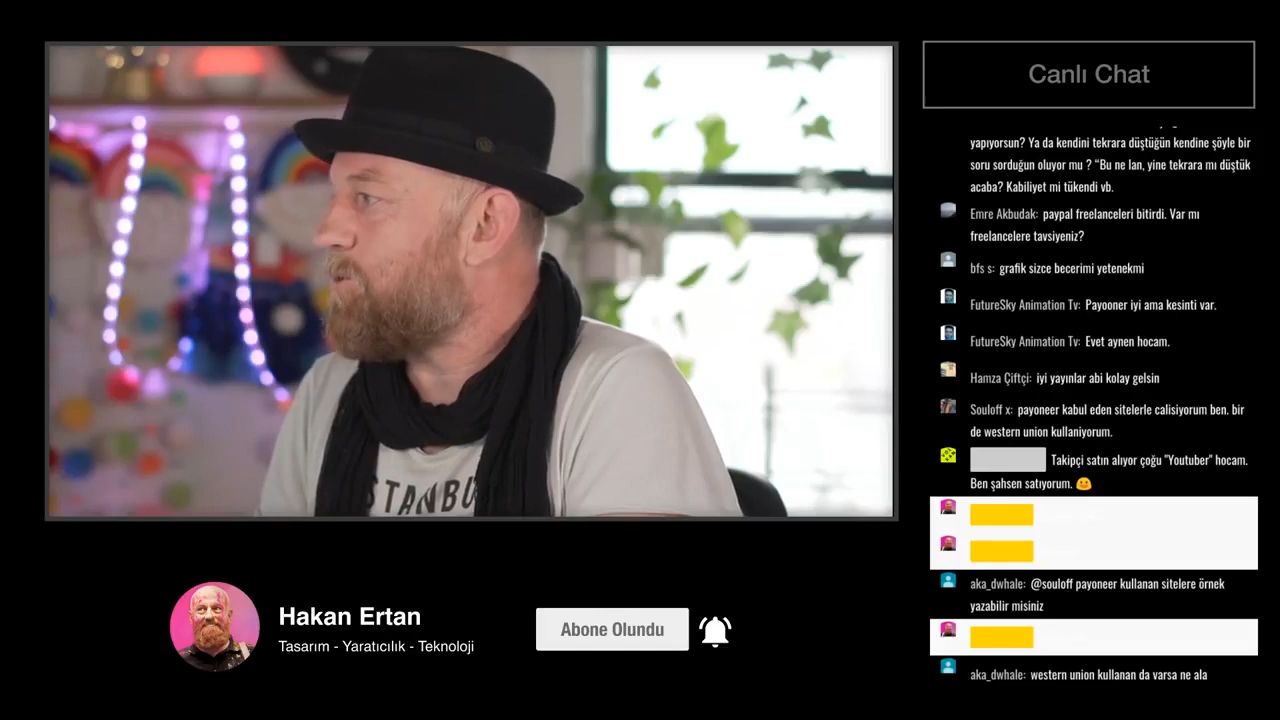 Canlı Chat
yapıyorsun? Ya da kendini tekrara düştüğün kendine şöyle bir
soru sorduğun oluyor mu ? “Bu ne lan, yine tekrara mı düştük
acaba? Kabiliyet mi tükendi vb.
Emre Akbudak: paypal freelanceleri bitirdi. Var mı
freelancelere tavsiyeniz?
bfs s: grafik sizce becerimi yetenekmi
FutureSky Animation Tv: Payooner iyi ama kesinti var.
FutureSky Animation Tv: Evet aynen hocam.
Hamza Çiftçi: iyi yayınlar abi kolay gelsin
Souloff x: payoneer kabul eden sitelerle calisiyorum ben. bir
de western union kullaniyorum.
Takipçi satın alıyor çoğu "Youtuber" hocam.
Ben şahsen satıyorum.
aka_dwhale: @souloff payoneer kullanan sitelere örnek
yazabilir misiniz
aka_dwhale: western union kullanan da varsa ne ala
STANBU
Hakan Ertan
Tasarım - Yaratıcılık - Teknoloji
Abone Olundu